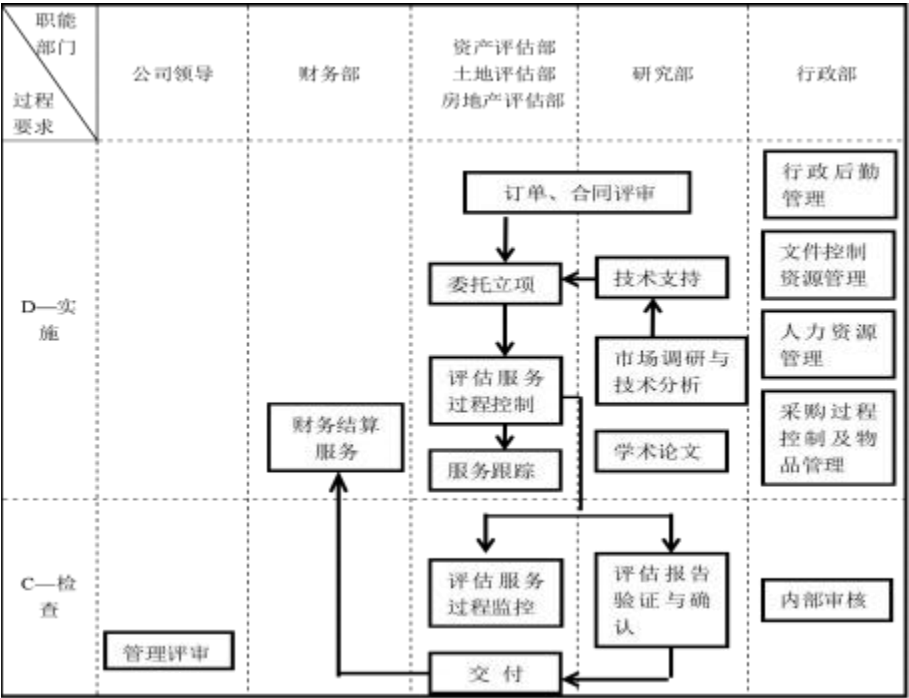 职能
部门
过程
要求
公司领导
财务部
资产评估部
土地评估部
房地产评估部
研究部
行政部
D—实
施
订单、合同评审
委托立项
技术支持
评估服务
过程控制
市场调研与
技术分析
财务结算
服务
服务跟踪
学术论文
行政后勤
管理
文件控制
资源管理
人力资源
管理
采购过程
控制及物
品管理
C—检
查
管理评审
评估服务
过程监控
评估报告
验证与确
认
交 付
内部审核